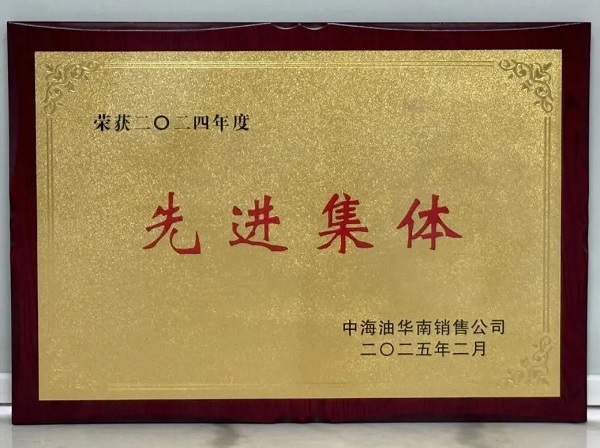 荣获二〇二四年度
先进集体
中海油华南销售公司
二〇二五年二月